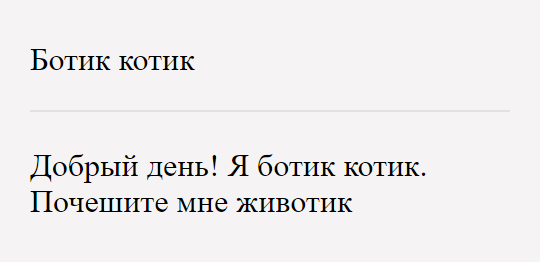 Ботик котик
Добрый день! Я ботик котик.
Почешите мне животик